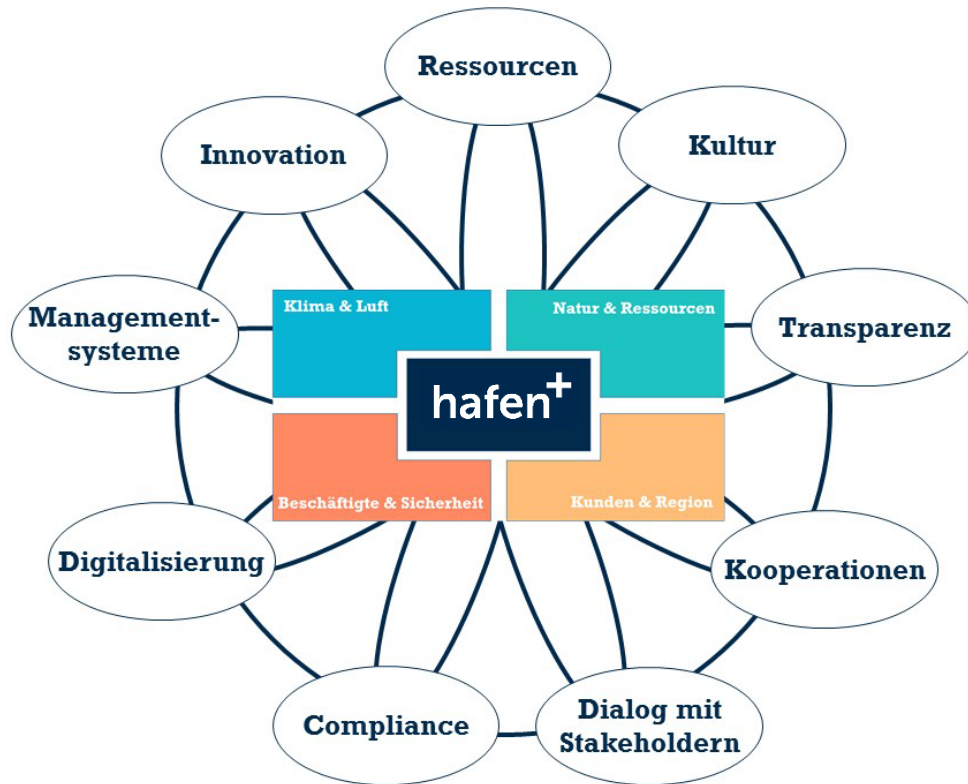 Ressourcen
Innovation
Kultur
Management-
systeme
Klima & Luft
Natur & Ressourcen
Transparenz
hafen+
Beschäftigte & Sicherheit
Kunden & Region
Digitalisierung
Kooperationen
Compliance
Dialog mit
Stakeholdern